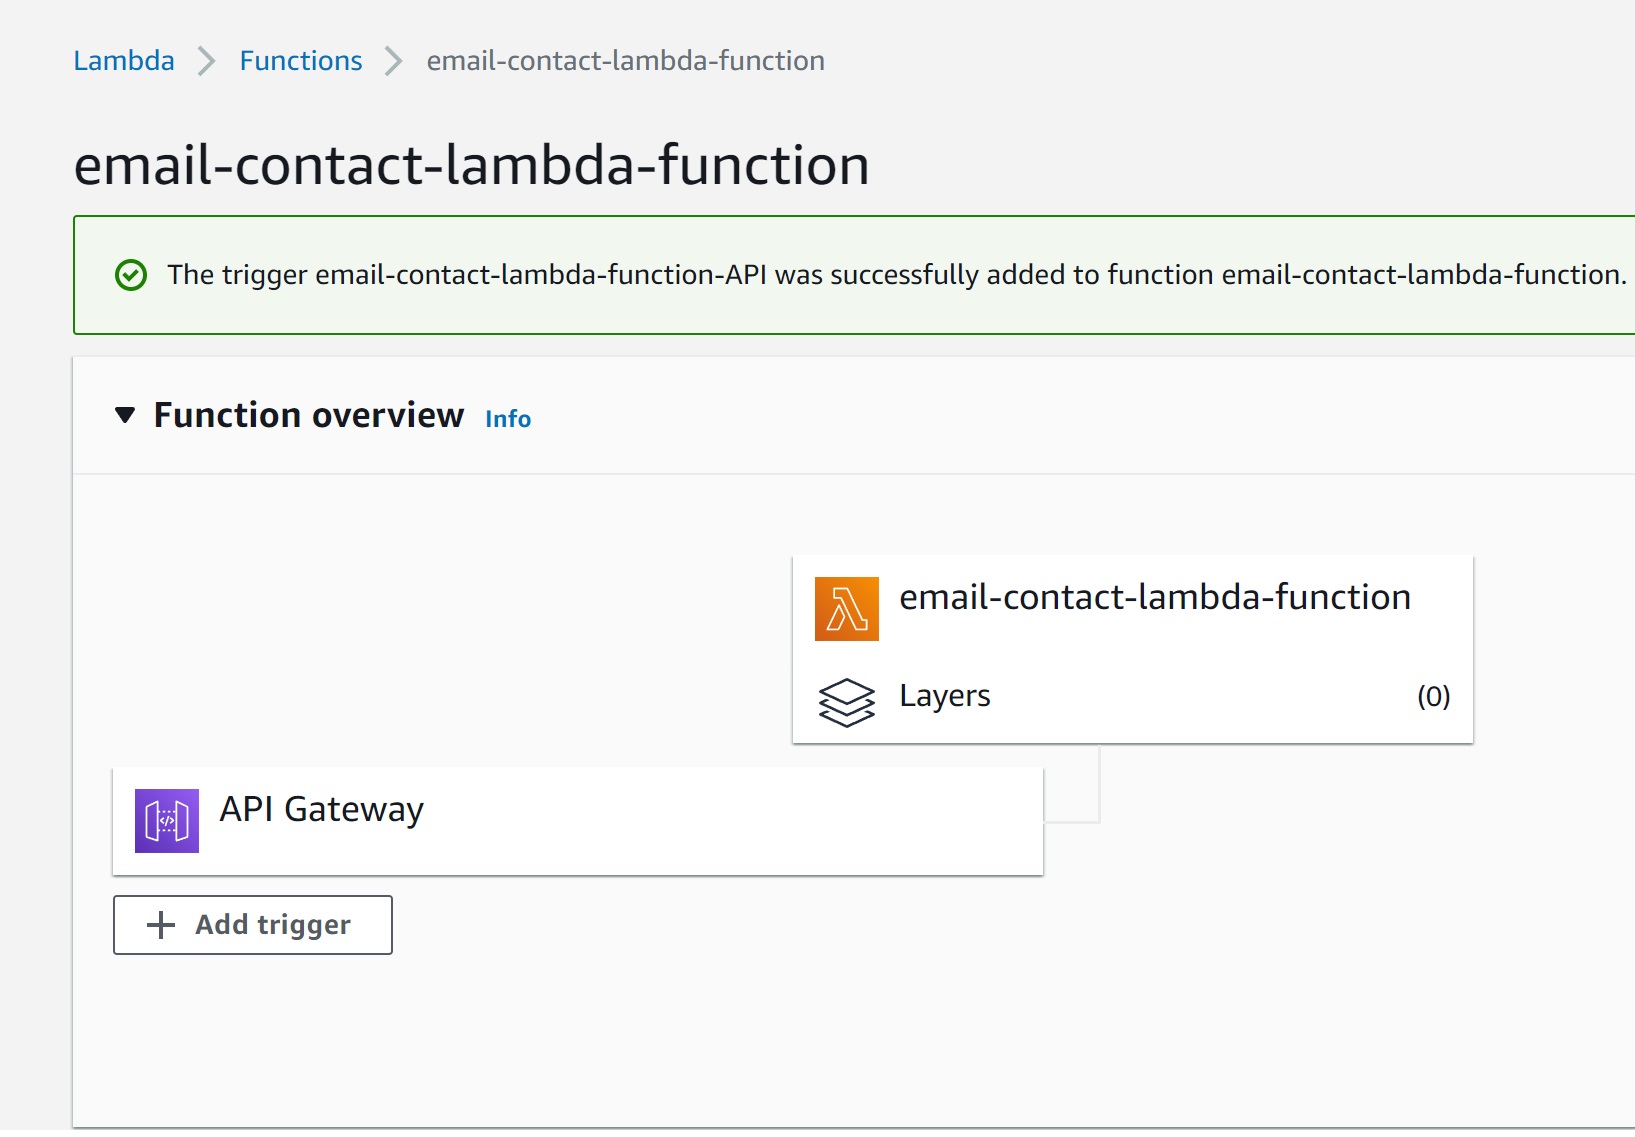 Lambda > Functions > email-contact-lambda-function
email-contact-lambda-function
The trigger email-contact-lambda-function-API was successfully added to function email-contact-lambda-function.
Function overview Info
email-contact-lambda-function
Layers (0)
API Gateway
</>
+ Add trigger